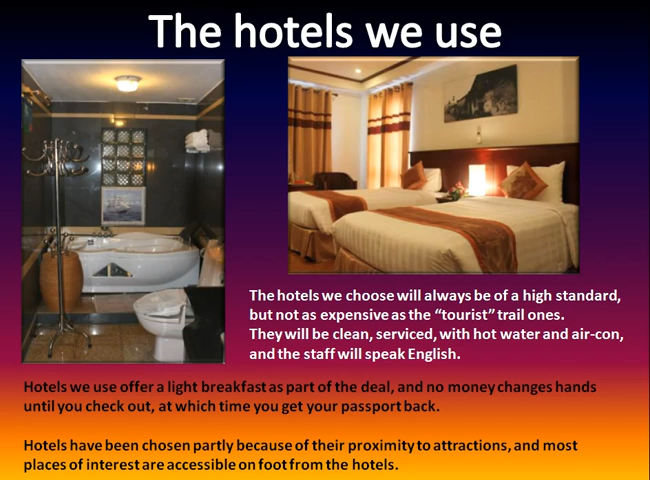 The hotels we use
The hotels we choose will always be of a high standard,
but not as expensive as the “tourist” trail ones.
They will be clean, serviced, with hot water and air-con,
and the staff will speak English.
Hotels we use offer a light breakfast as part of the deal, and no money changes hands
until you check out, at which time you get your passport back.
Hotels have been chosen partly because of their proximity to attractions, and most
places of interest are accessible on foot from the hotels.